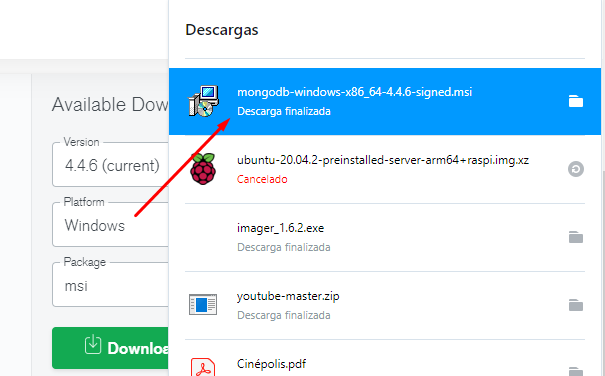 Available Dow
Version
4.4.6 (current)
Platform
Windows
Package
msi
Downloa
Descargas
mongodb-windows-x86_64-4.4.6-signed.msi
Descarga finalizada
ubuntu-20.04.2-preinstalled-server-arm64+raspi.img.xz
Cancelado
imager_1.6.2.exe
Descarga finalizada
youtube-master.zip
Descarga finalizada
Cinépolis.pdf